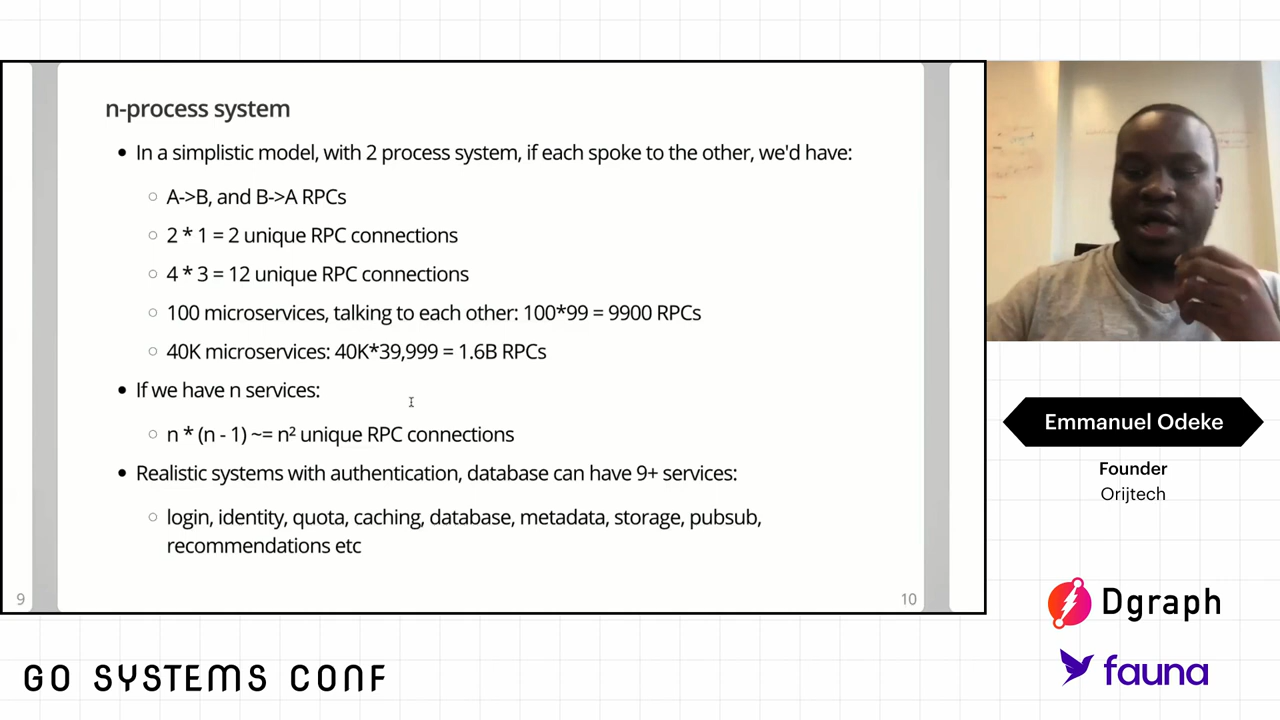 n-process system
• In a simplistic model, with 2 process system, if each spoke to the other, we'd have:
○ A->B, and B->A RPCs
○ 2 * 1 = 2 unique RPC connections
○ 4 * 3 = 12 unique RPC connections
○ 100 microservices, talking to each other: 100*99 = 9900 RPCs
○ 40K microservices: 40K*39,999 = 1.6B RPCs
• If we have n services:
○ n * (n - 1) ~= n² unique RPC connections
• Realistic systems with authentication, database can have 9+ services:
○ login, identity, quota, caching, database, metadata, storage, pubsub,
recommendations etc
9
10
Emmanuel Odeke
Founder
Orijtech
Dgraph
fauna
GO SYSTEMS CONF